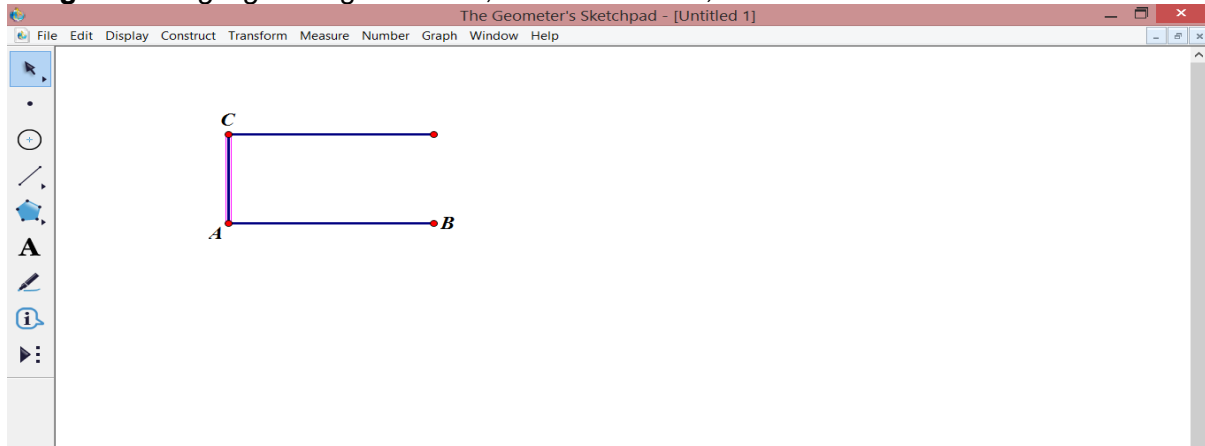 The Geometer's Sketchpad - [Untitled 1]
File Edit Display Construct Transform Measure Number Graph Window Help
C
A
B
A